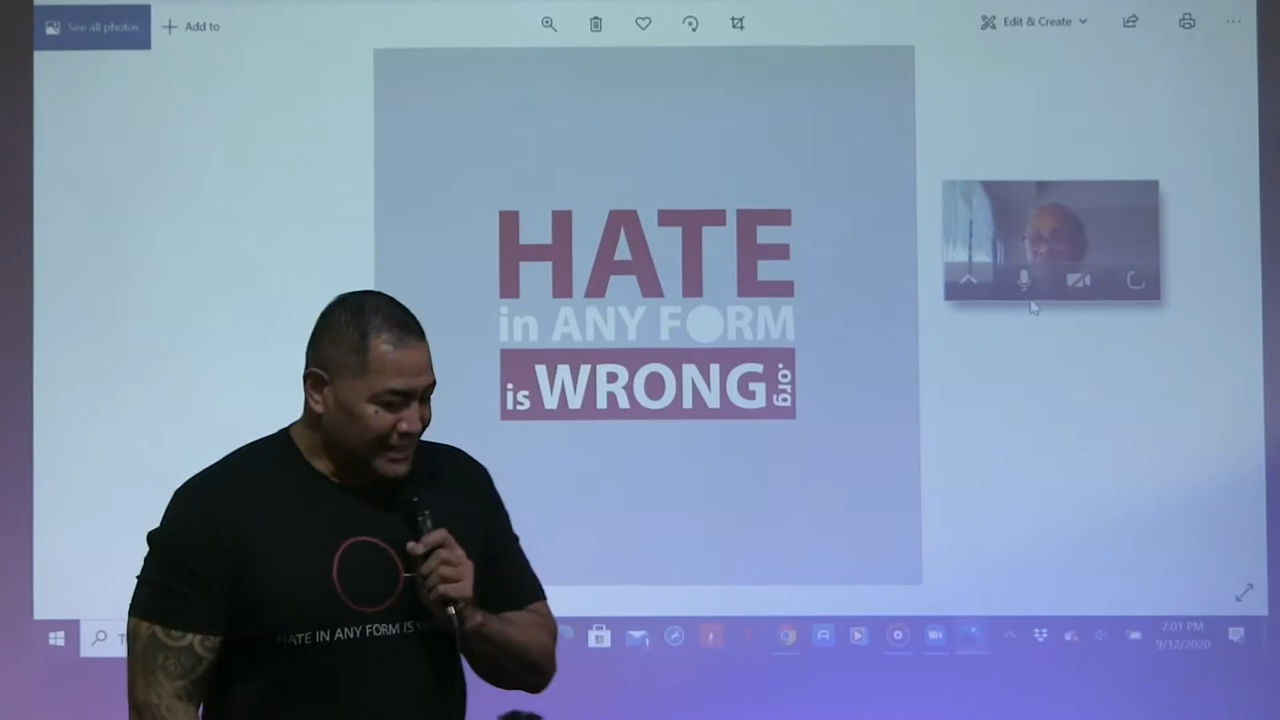 See all photos
Add to
Edit & Create
HATE
in ANY FORM
is WRONG.org
HATE IN ANY FORM IS
2:01 PM
9/12/2020